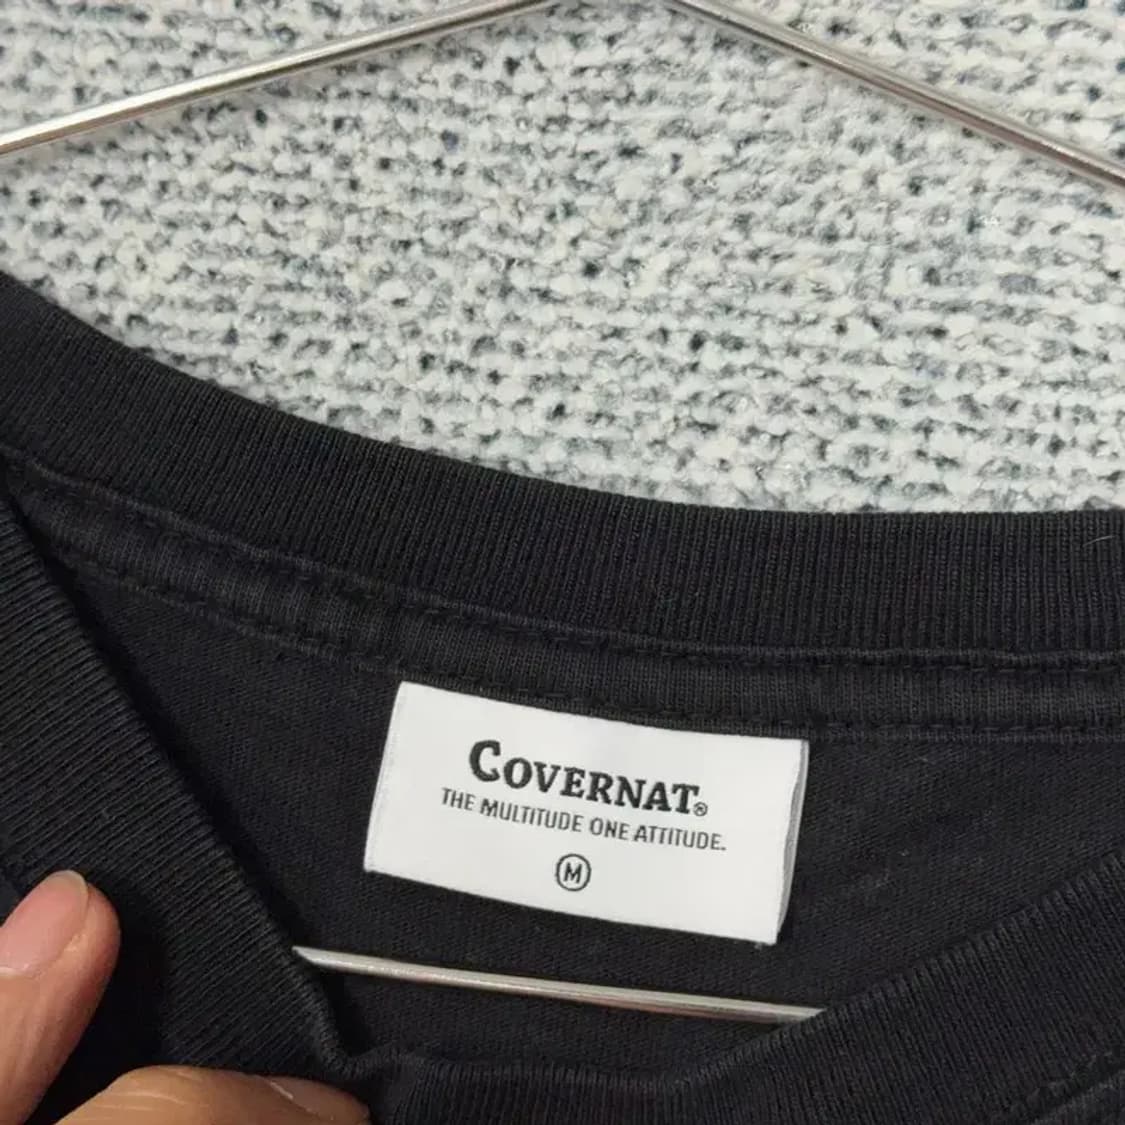 COVERNAT®
THE MULTITUDE ONE ATTITUDE.
M